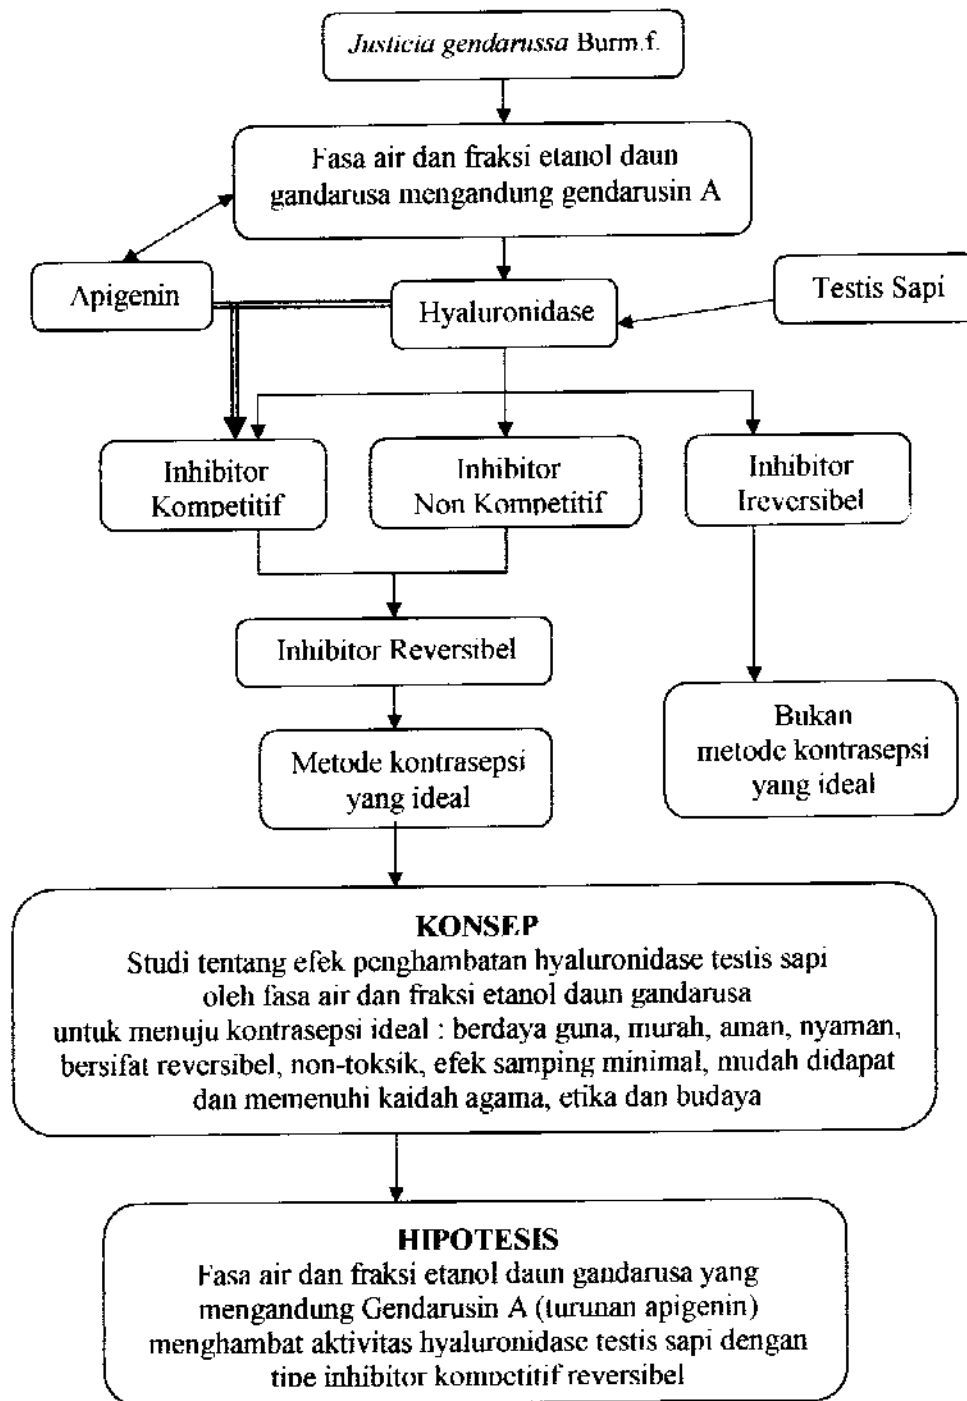 Justicia gendarussa Burm.f.
Fasa air dan fraksi etanol daun
gandarusa mengandung gendarusin A
Apigenin
Hyaluronidase
Testis Sapi
Inhibitor
Kompetitif
Inhibitor
Non Kompetitif
Inhibitor
Ireversibel
Inhibitor Reversibel
Bukan
metode kontrasepsi
yang ideal
Metode kontrasepsi
yang ideal
KONSEP
Studi tentang efek penghambatan hyaluronidase testis sapi
oleh fasa air dan fraksi etanol daun gandarusa
untuk menuju kontrasepsi ideal : berdaya guna, murah, aman, nyaman,
bersifat reversibel, non-toksik, efek samping minimal, mudah didapat
dan memenuhi kaidah agama, etika dan budaya
HIPOTESIS
Fasa air dan fraksi etanol daun gandarusa yang
mengandung Gendarusin A (turunan apigenin)
menghambat aktivitas hyaluronidase testis sapi dengan
tipe inhibitor kompetitif reversibel